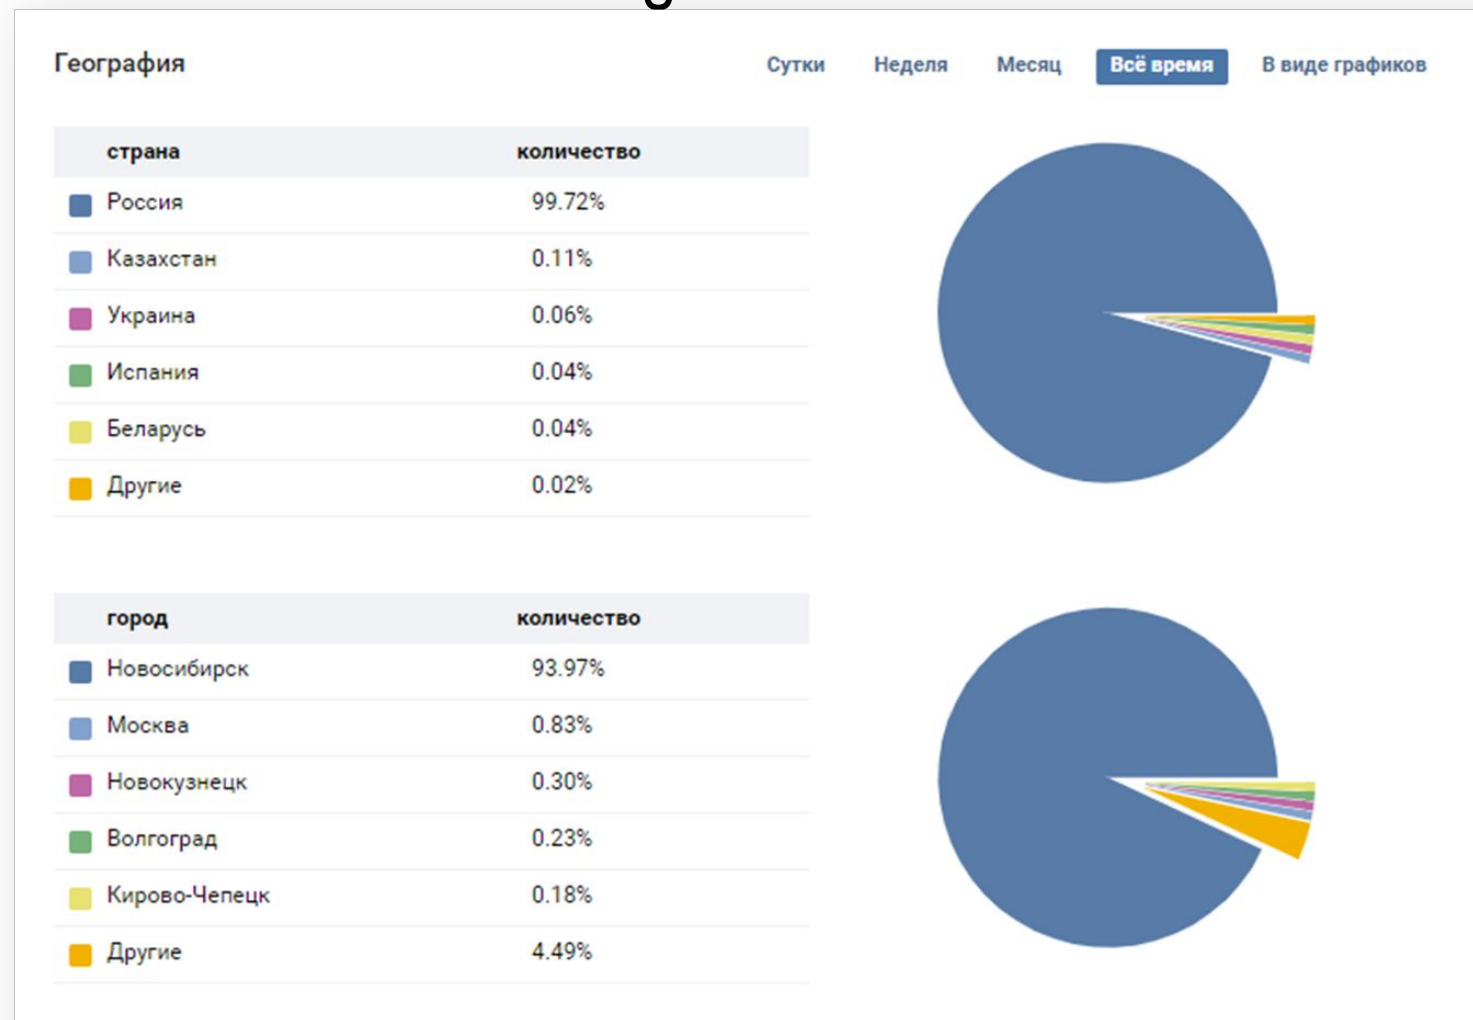 География
Сутки Неделя Месяц Всё время В виде графиков
страна количество
Россия 99.72%
Казахстан 0.11%
Украина 0.06%
Испания 0.04%
Беларусь 0.04%
Другие 0.02%
город количество
Новосибирск 93.97%
Москва 0.83%
Новокузнецк 0.30%
Волгоград 0.23%
Кирово-Чепецк 0.18%
Другие 4.49%